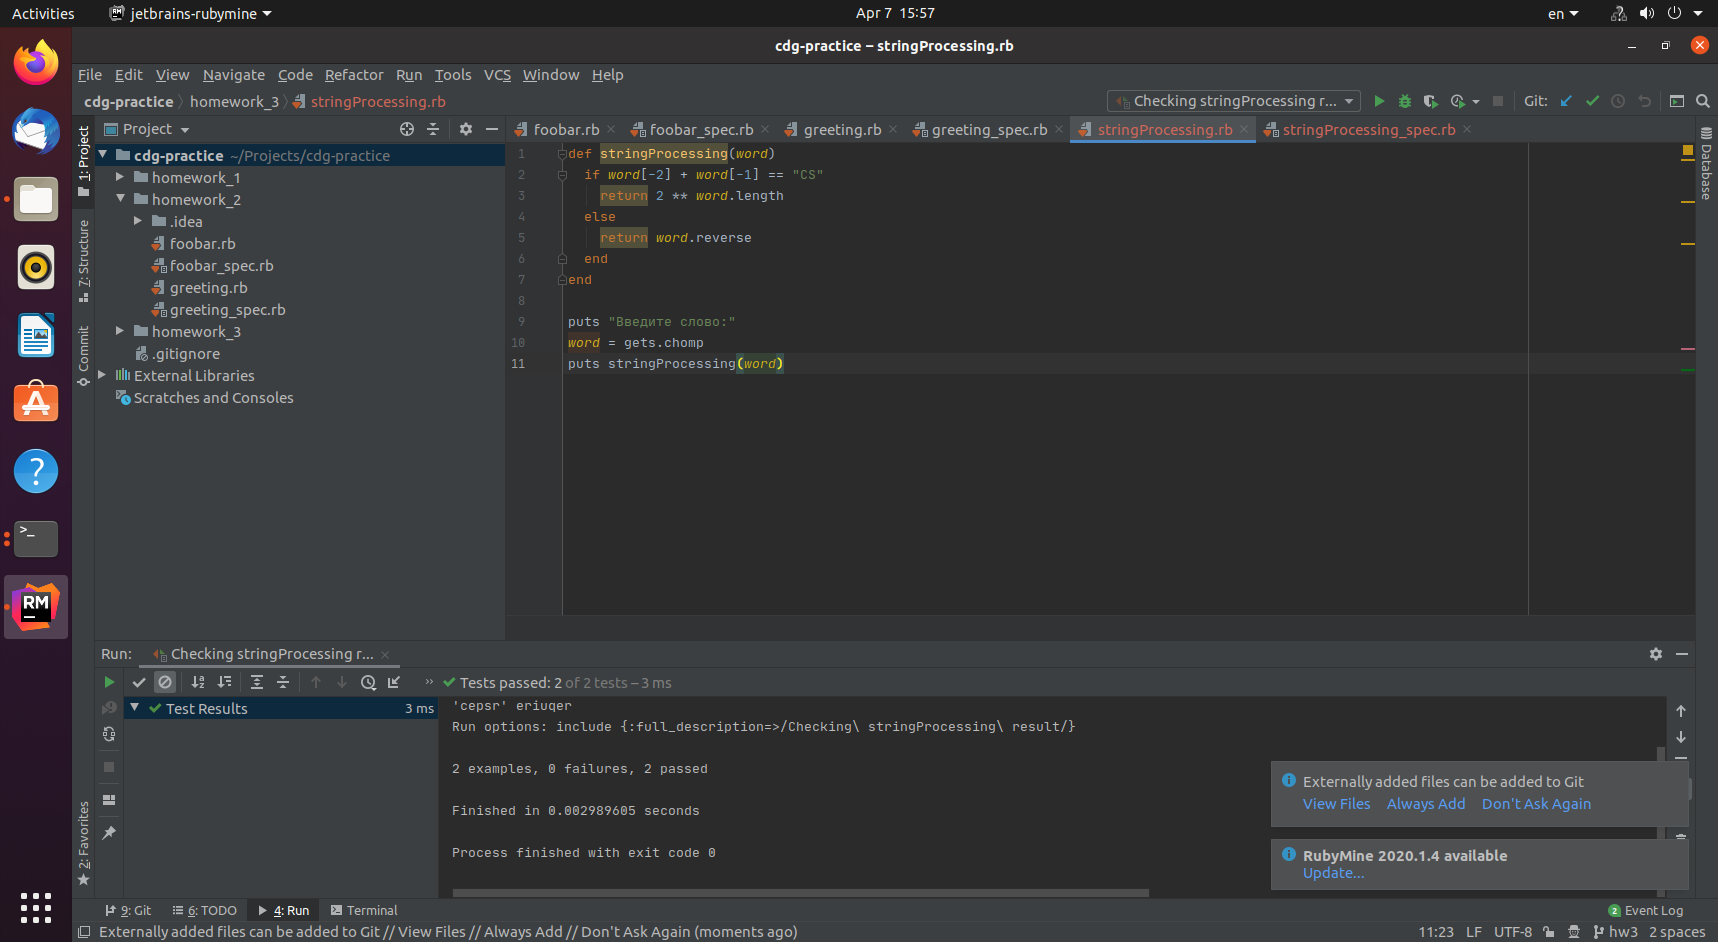 Activities
jetbrains-rubymine
Apr 7 15:57
en
cdg-practice – stringProcessing.rb
File Edit View Navigate Code Refactor Run Tools VCS Window Help
cdg-practice homework_3 stringProcessing.rb
Checking stringProcessing r...
Git:
1: Project
7: Structure
Commit
2: Favorites
Database
Project
cdg-practice ~/Projects/cdg-practice
homework_1
homework_2
.idea
foobar.rb
foobar_spec.rb
greeting.rb
greeting_spec.rb
homework_3
.gitignore
External Libraries
Scratches and Consoles
foobar.rb foobar_spec.rb greeting.rb greeting_spec.rb stringProcessing.rb stringProcessing_spec.rb
1 def stringProcessing(word)
2 if word[-2] + word[-1] == "CS"
3 return 2 ** word.length
4 else
5 return word.reverse
6 end
7 end
8
9 puts "Введите слово:"
10 word = gets.chomp
11 puts stringProcessing(word)
Run: Checking stringProcessing r...
Tests passed: 2 of 2 tests – 3 ms
Test Results 3 ms
'cepsr' eriuqer
Run options: include {:full_description=>/Checking\ stringProcessing\ result/}
2 examples, 0 failures, 2 passed
Finished in 0.002989605 seconds
Process finished with exit code 0
Externally added files can be added to Git
View Files Always Add Don't Ask Again
RubyMine 2020.1.4 available
Update...
9: Git 6: TODO 4: Run Terminal
2 Event Log
Externally added files can be added to Git // View Files // Always Add // Don't Ask Again (moments ago)
11:23 LF UTF-8 hw3 2 spaces
RM